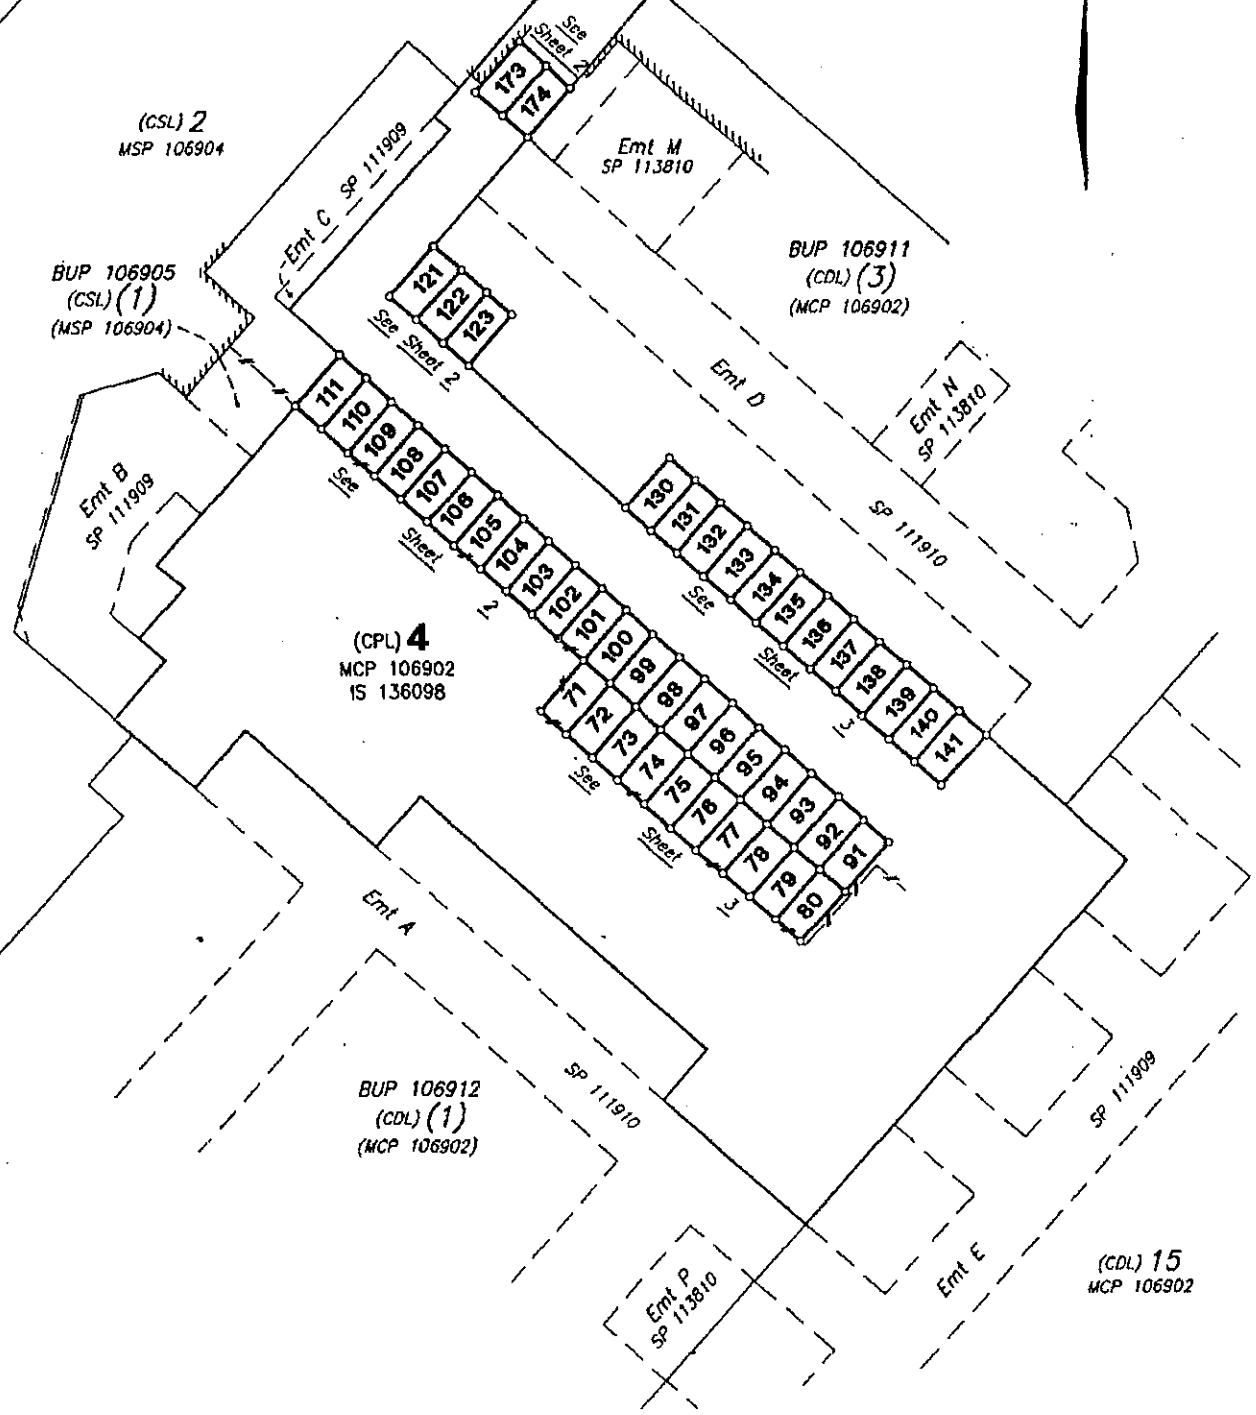 See
Sheet
2
173
174
(CSL) 2
MSP 106904
Emt C SP 111909
Emt M
SP 113810
BUP 106905
(CSL) (1)
(MSP 106904)
BUP 106911
(CDL) (3)
(MCP 106902)
121
122
123
See Sheet 2
Emt D
SP 111910
Emt N
SP 113810
Emt B
SP 111909
111
110
109
108
107
106
105
104
103
102
101
100
99
98
97
96
95
94
93
92
91
See
Sheet
2
130
131
132
133
134
135
136
137
138
139
140
141
See
Sheet
3
(CPL) 4
MCP 106902
IS 136098
71
72
73
74
75
76
77
78
79
80
See
Sheet
3
Emt A
SP 111910
BUP 106912
(CDL) (1)
(MCP 106902)
SP 111909
Emt E
(CDL) 15
MCP 106902
Emt P
SP 113810